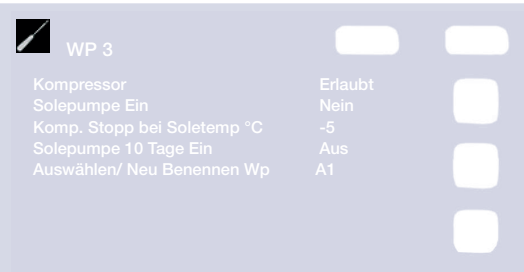 WP 3
Kompressor Erlaubt
Solepumpe Ein Nein
Komp. Stopp bei Soletemp °C -5
Solepumpe 10 Tage Ein Aus
Auswählen/ Neu Benennen Wp A1